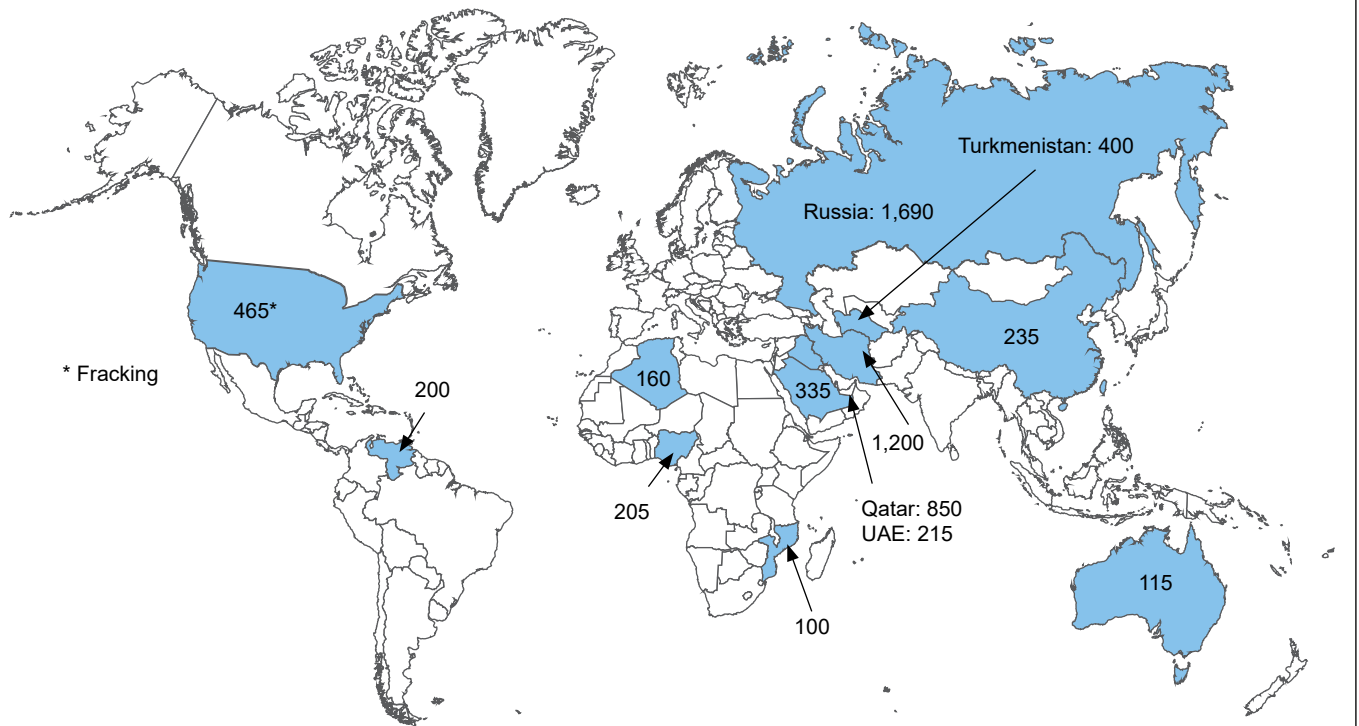 Turkmenistan: 400
Russia: 1,690
465*
235
* Fracking
160
335
200
1,200
205
Qatar: 850
UAE: 215
115
100